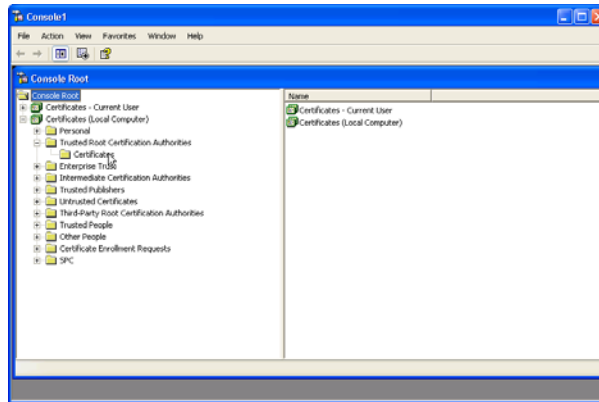 Console1
File Action View Favorites Window Help
Console Root
Console Root
Certificates - Current User
Certificates (Local Computer)
Personal
Trusted Root Certification Authorities
Certificates
Enterprise Trust
Intermediate Certification Authorities
Trusted Publishers
Untrusted Certificates
Third-Party Root Certification Authorities
Trusted People
Other People
Certificate Enrollment Requests
SPC
Name
Certificates - Current User
Certificates (Local Computer)